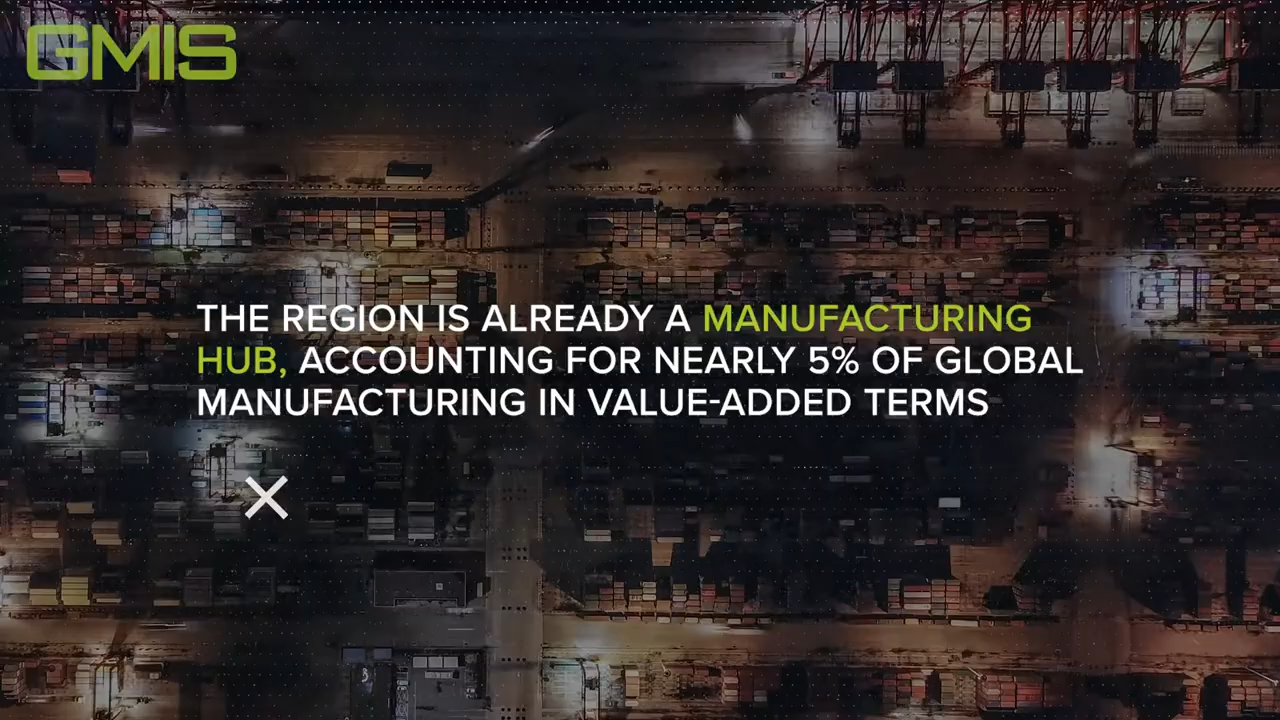 GMIS
THE REGION IS ALREADY A MANUFACTURING
HUB, ACCOUNTING FOR NEARLY 5% OF GLOBAL
MANUFACTURING IN VALUE-ADDED TERMS